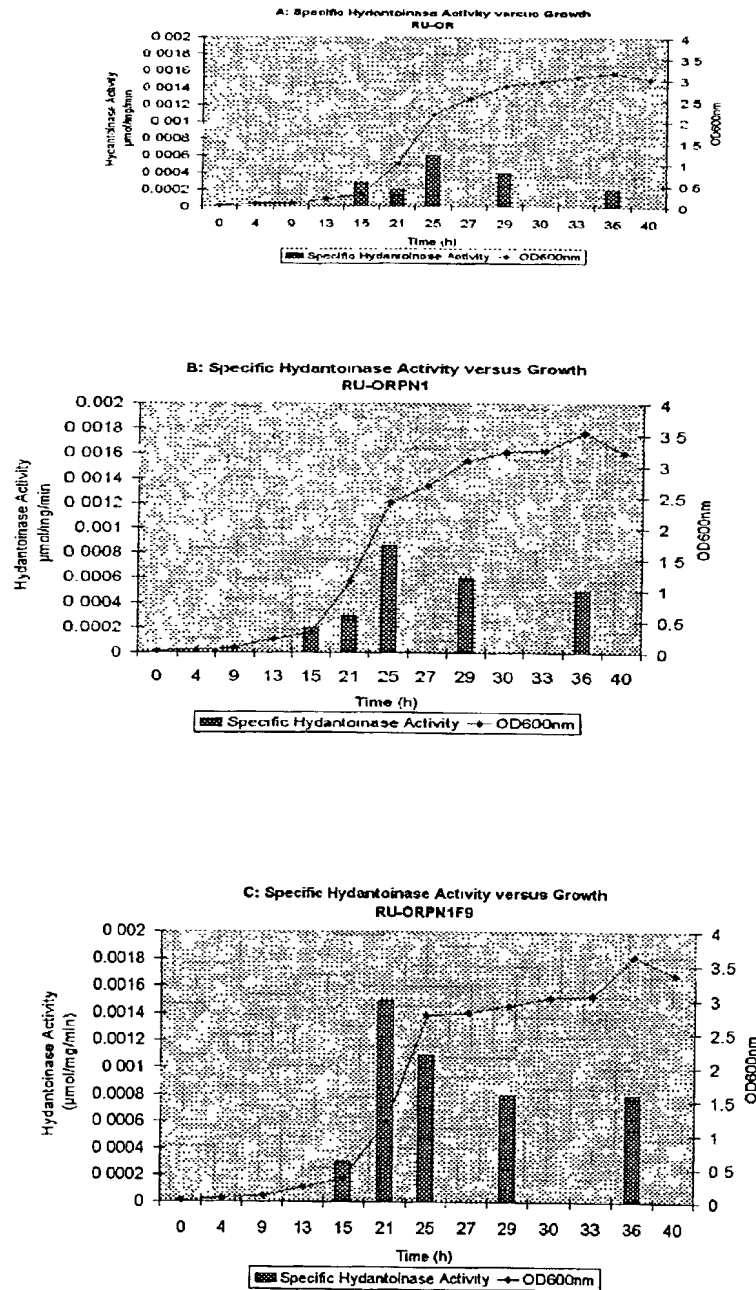 A: Specific Hydantoinase Activity versus Growth
RU-OR
Hydantoinase Activity
µmol/mg/min
0.002
0.0018
0.0016
0.0014
0.0012
0.001
0.0008
0.0006
0.0004
0.0002
0
4
3.5
3
2.5
2
1.5
1
0.5
0
OD600nm
0 4 9 13 15 21 25 27 29 30 33 36 40
Time (h)
Specific Hydantoinase Activity OD600nm
B: Specific Hydantoinase Activity versus Growth
RU-ORPN1
Hydantoinase Activity
µmol/mg/min
0.002
0.0018
0.0016
0.0014
0.0012
0.001
0.0008
0.0006
0.0004
0.0002
0
4
3.5
3
2.5
2
1.5
1
0.5
0
OD600nm
0 4 9 13 15 21 25 27 29 30 33 36 40
Time (h)
Specific Hydantoinase Activity OD600nm
C: Specific Hydantoinase Activity versus Growth
RU-ORPN1F9
Hydantoinase Activity
(µmol/mg/min)
0.002
0.0018
0.0016
0.0014
0.0012
0.001
0.0008
0.0006
0.0004
0.0002
0
4
3.5
3
2.5
2
1.5
1
0.5
0
OD600nm
0 4 9 13 15 21 25 27 29 30 33 36 40
Time (h)
Specific Hydantoinase Activity OD600nm